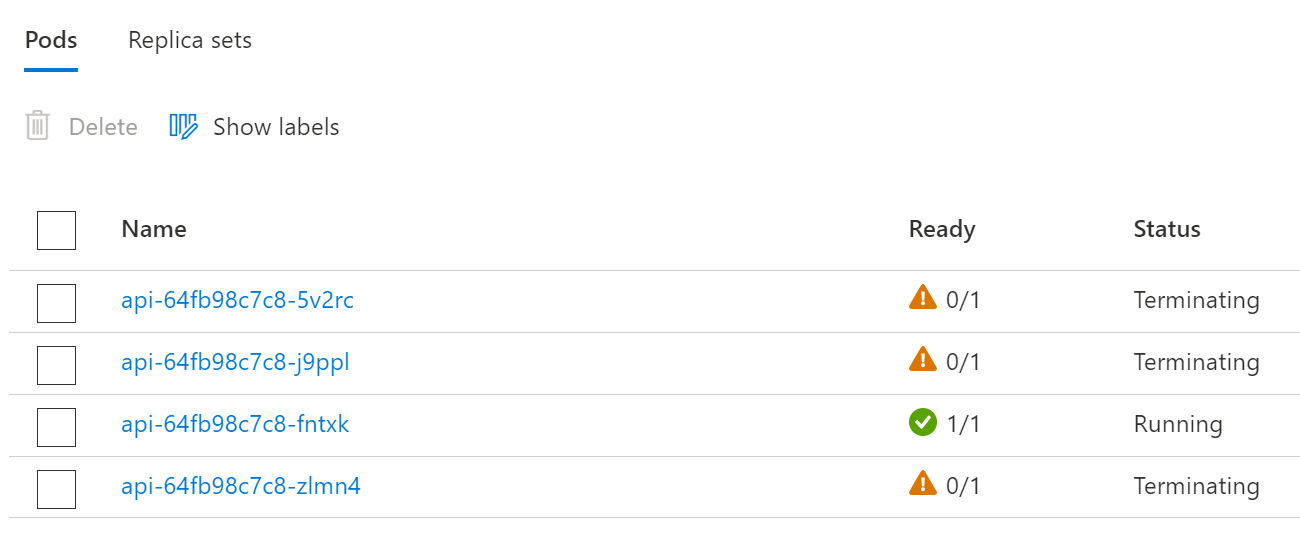 Pods Replica sets
Delete Show labels
Name Ready Status
api-64fb98c7c8-5v2rc 0/1 Terminating
api-64fb98c7c8-j9ppl 0/1 Terminating
api-64fb98c7c8-fntxk 1/1 Running
api-64fb98c7c8-zlmn4 0/1 Terminating